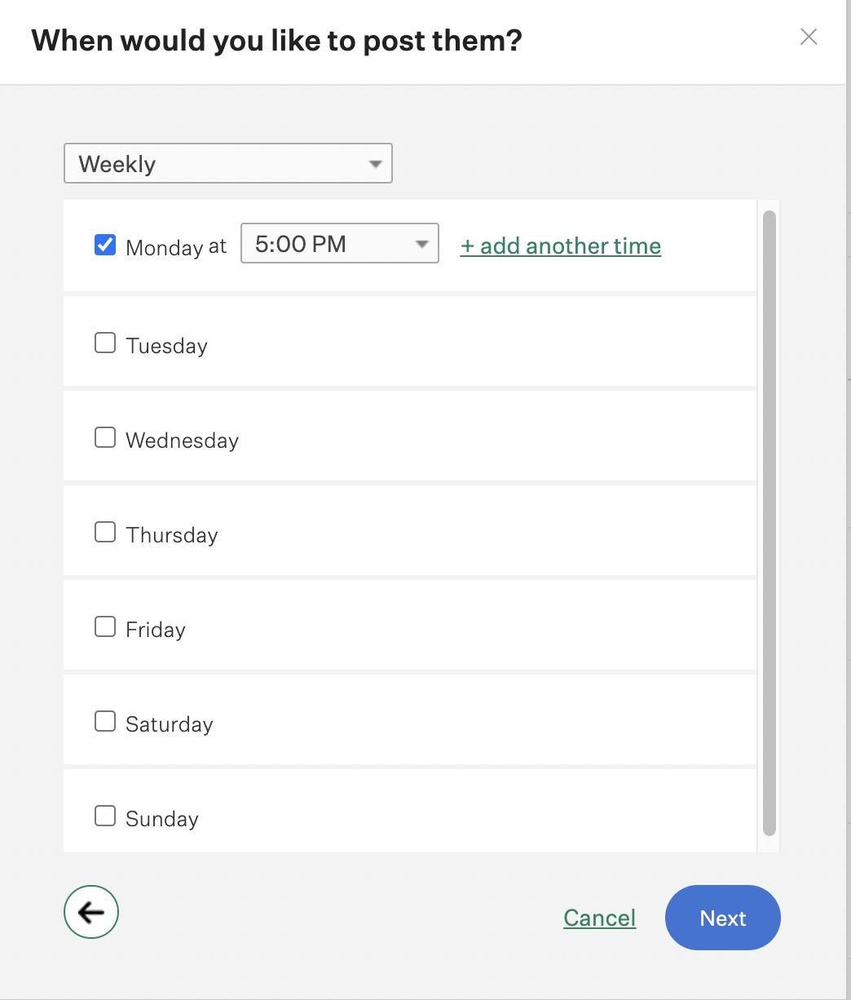 When would you like to post them?
Weekly
Monday at 5:00 PM + add another time
Tuesday
Wednesday
Thursday
Friday
Saturday
Sunday
Cancel Next